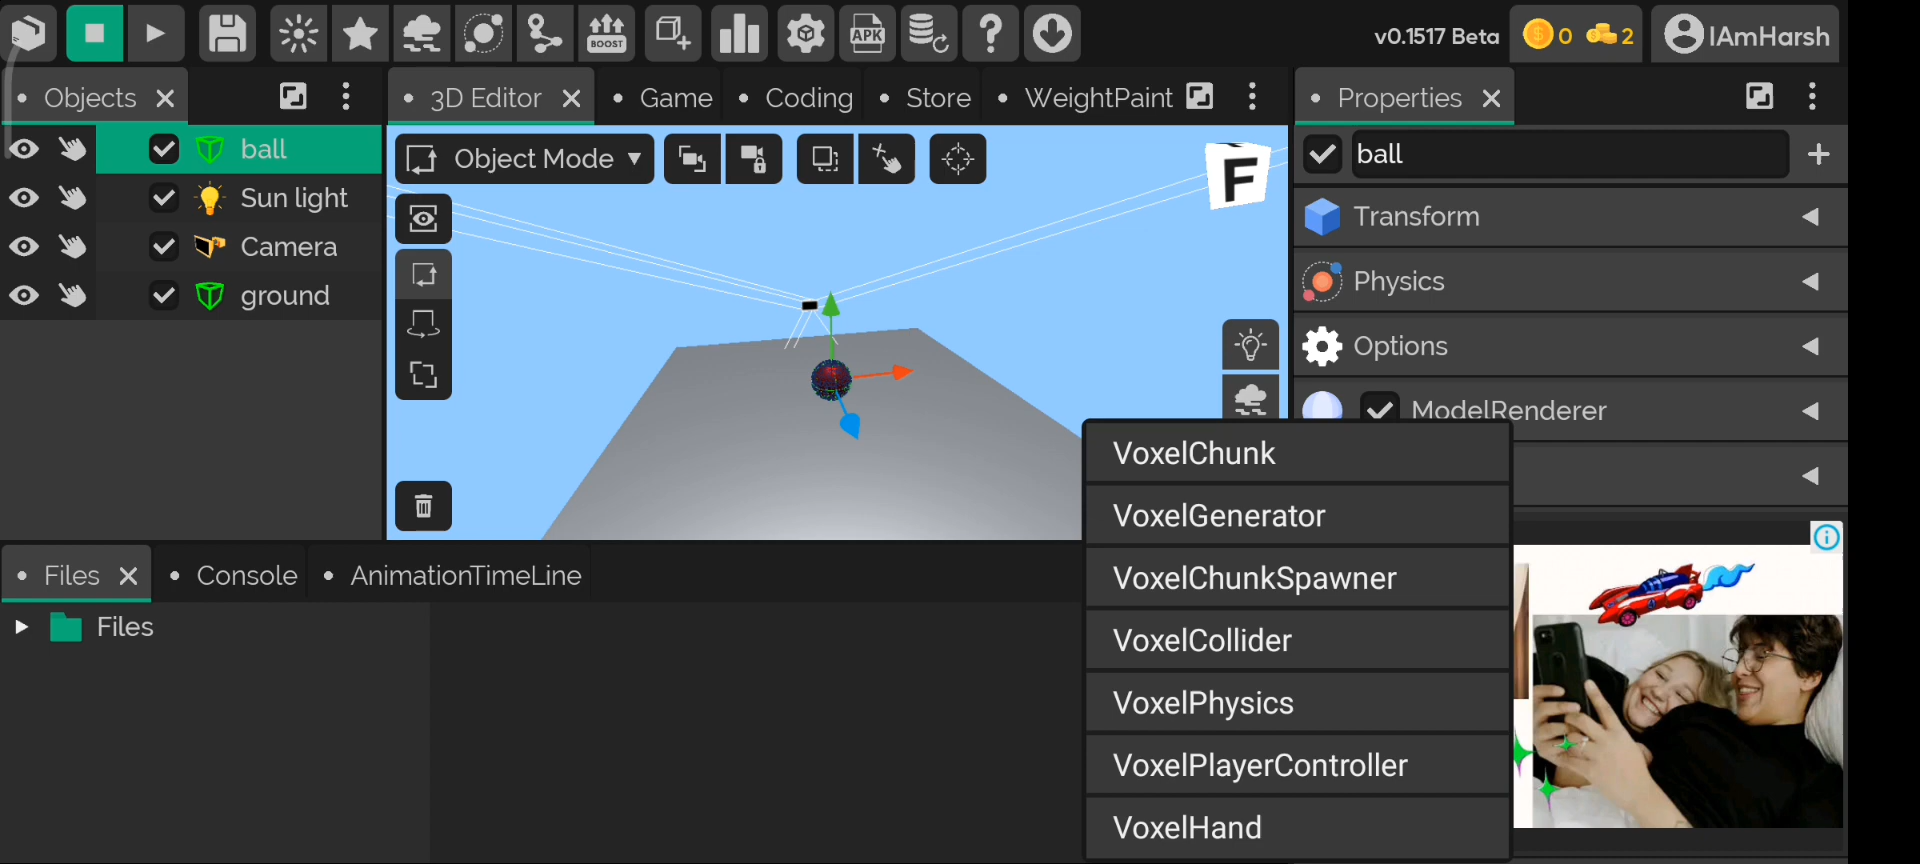 BOOST
APK
v0.1517 Beta
0
2
IAmHarsh
Objects
3D Editor
Game
Coding
Store
WeightPaint
Properties
ball
Sun light
Camera
ground
Object Mode
F
ball
Transform
Physics
Options
ModelRenderer
VoxelChunk
VoxelGenerator
VoxelChunkSpawner
VoxelCollider
VoxelPhysics
VoxelPlayerController
VoxelHand
Files
Console
AnimationTimeLine
Files